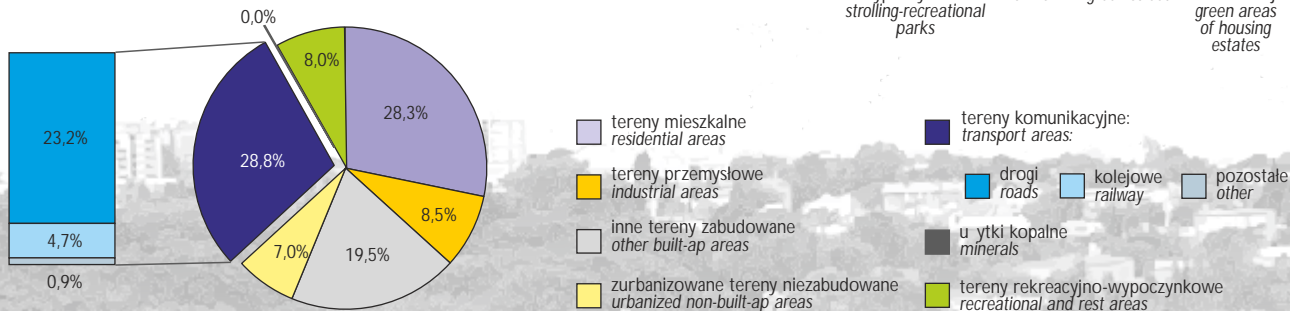 strolling-recreational
parks
green areas
of housing
estates
0,0%
8,0%
28,3%
23,2%
28,8%
8,5%
4,7%
7,0%
19,5%
0,9%
tereny mieszkalne
residential areas
tereny przemysłowe
industrial areas
inne tereny zabudowane
other built-ap areas
zurbanizowane tereny niezabudowane
urbanized non-built-ap areas
tereny komunikacyjne:
transport areas:
drogi
roads
kolejowe
railway
pozostałe
other
u ytki kopalne
minerals
tereny rekreacyjno-wypoczynkowe
recreational and rest areas